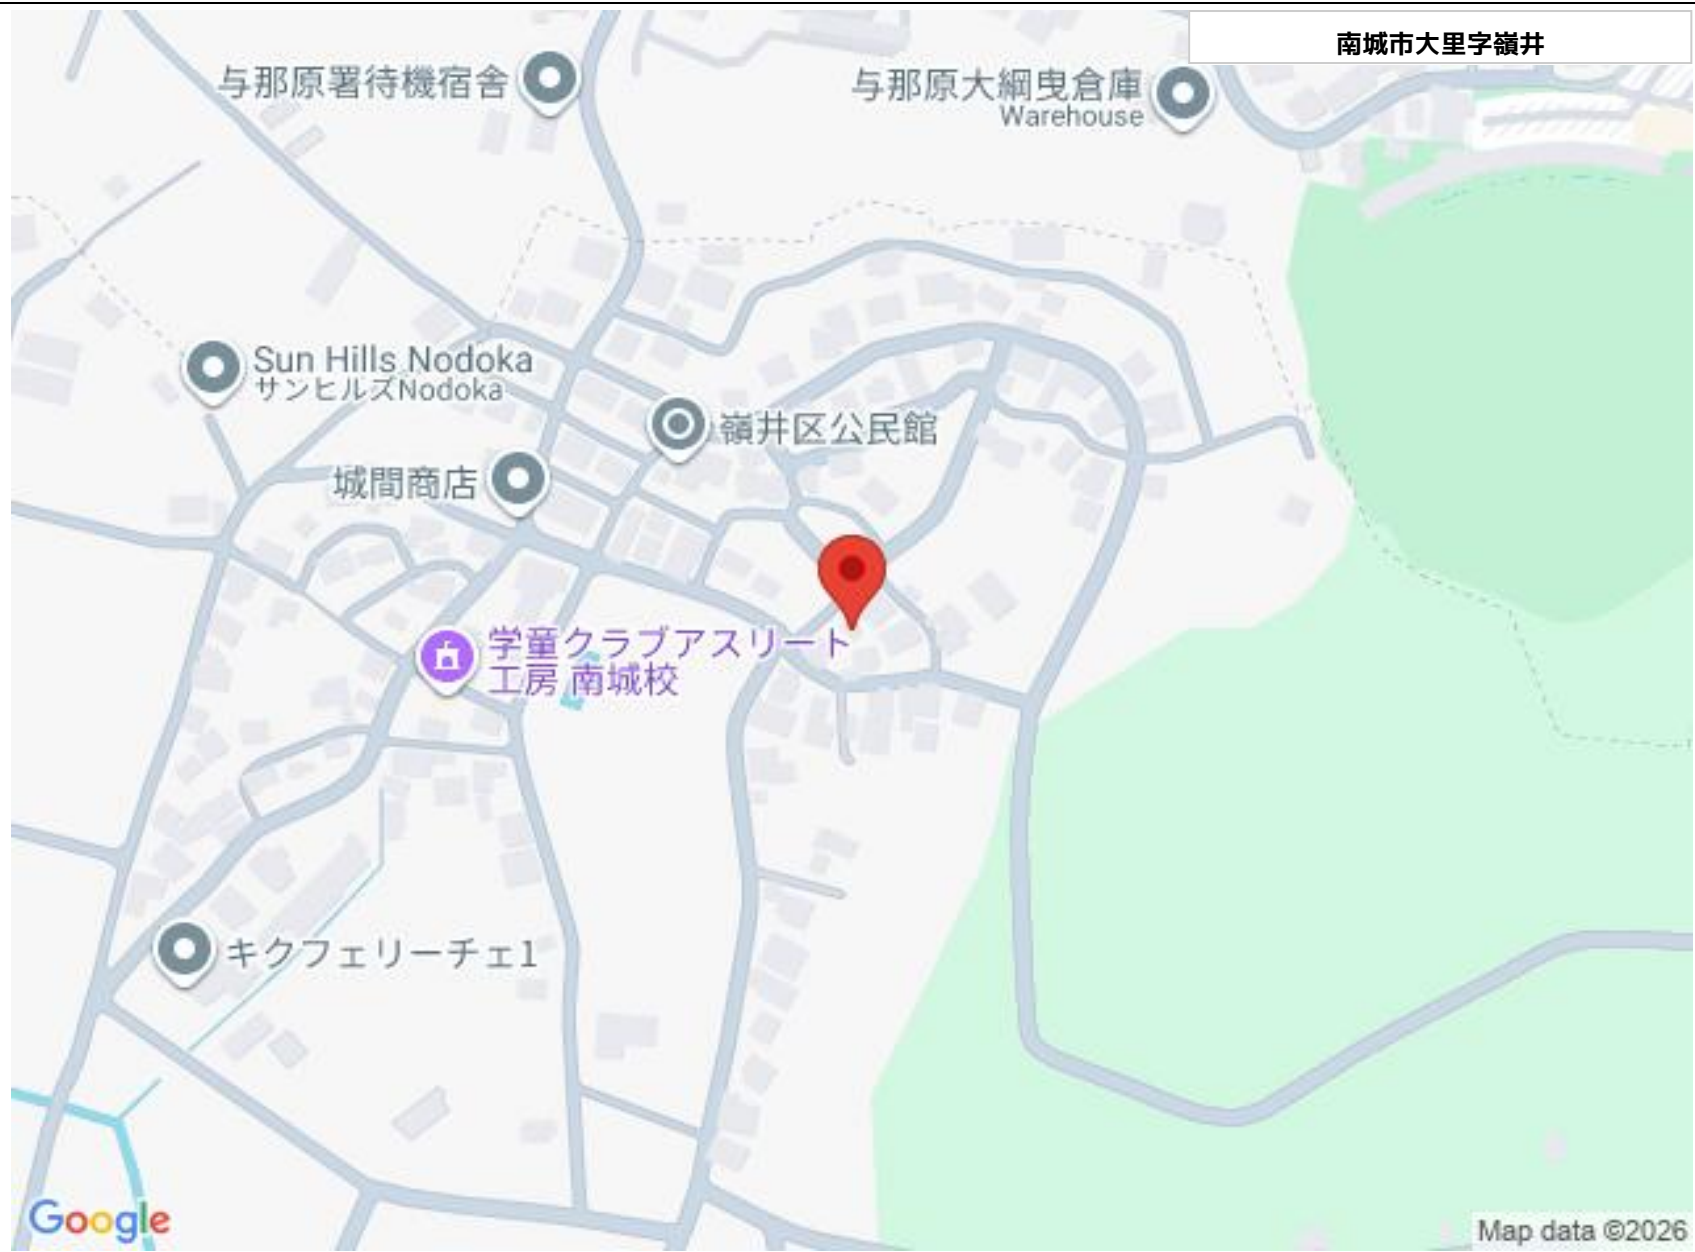 南城市大里字嶺井
与那原署待機宿舎
与那原大綱曳倉庫
Warehouse
Sun Hills Nodoka
サンヒルズNodoka
嶺井区公民館
城間商店
学童クラブアスリート
工房 南城校
キクフェリーチェ1
Google
Map data ©2026